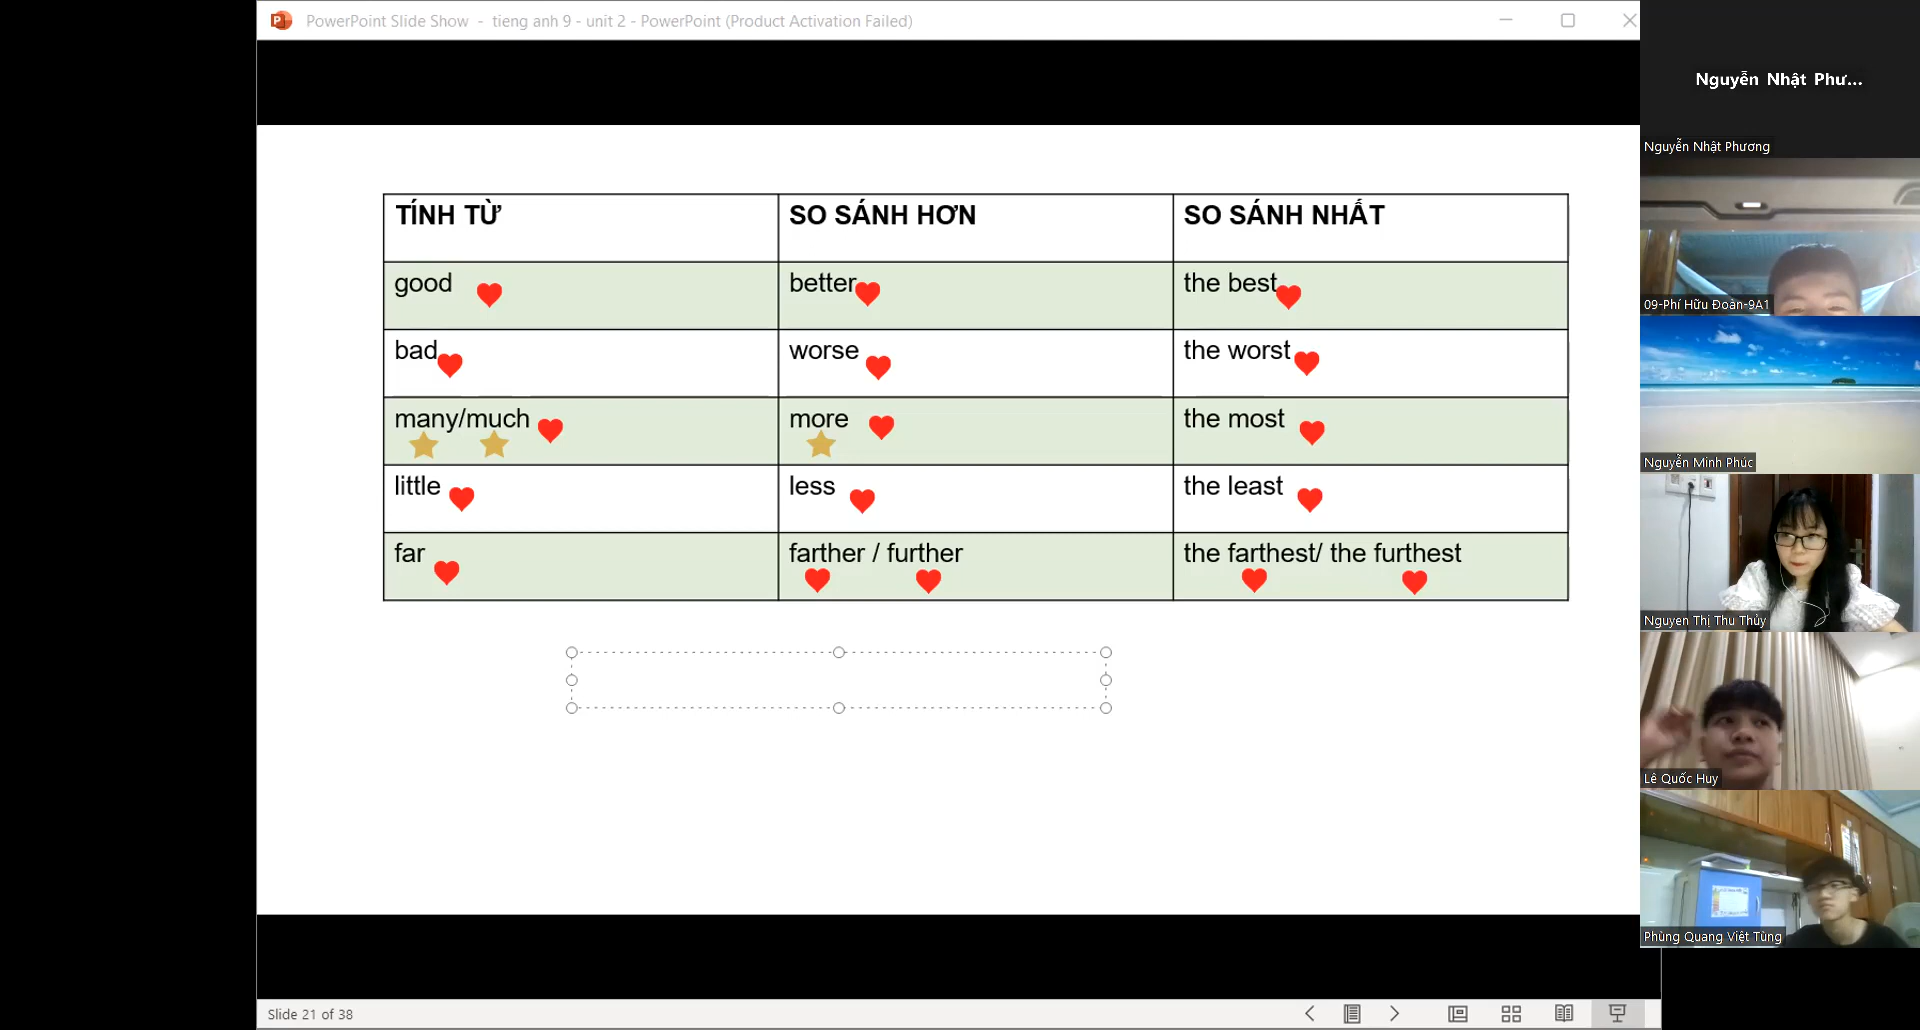 PowerPoint Slide Show - tieng anh 9 - unit 2 - PowerPoint (Product Activation Failed)
TÍNH TỪ SO SÁNH HƠN SO SÁNH NHẤT
good better the best
bad worse the worst
many/much more the most
little less the least
far farther / further the farthest/ the furthest
Slide 21 of 38
Nguyễn Nhật Phư...
Nguyễn Nhật Phương
09-Phí Hữu Đoàn-9A1
Nguyễn Minh Phúc
Nguyen Thị Thu Thủy
Lê Quốc Huy
Phùng Quang Việt Tùng